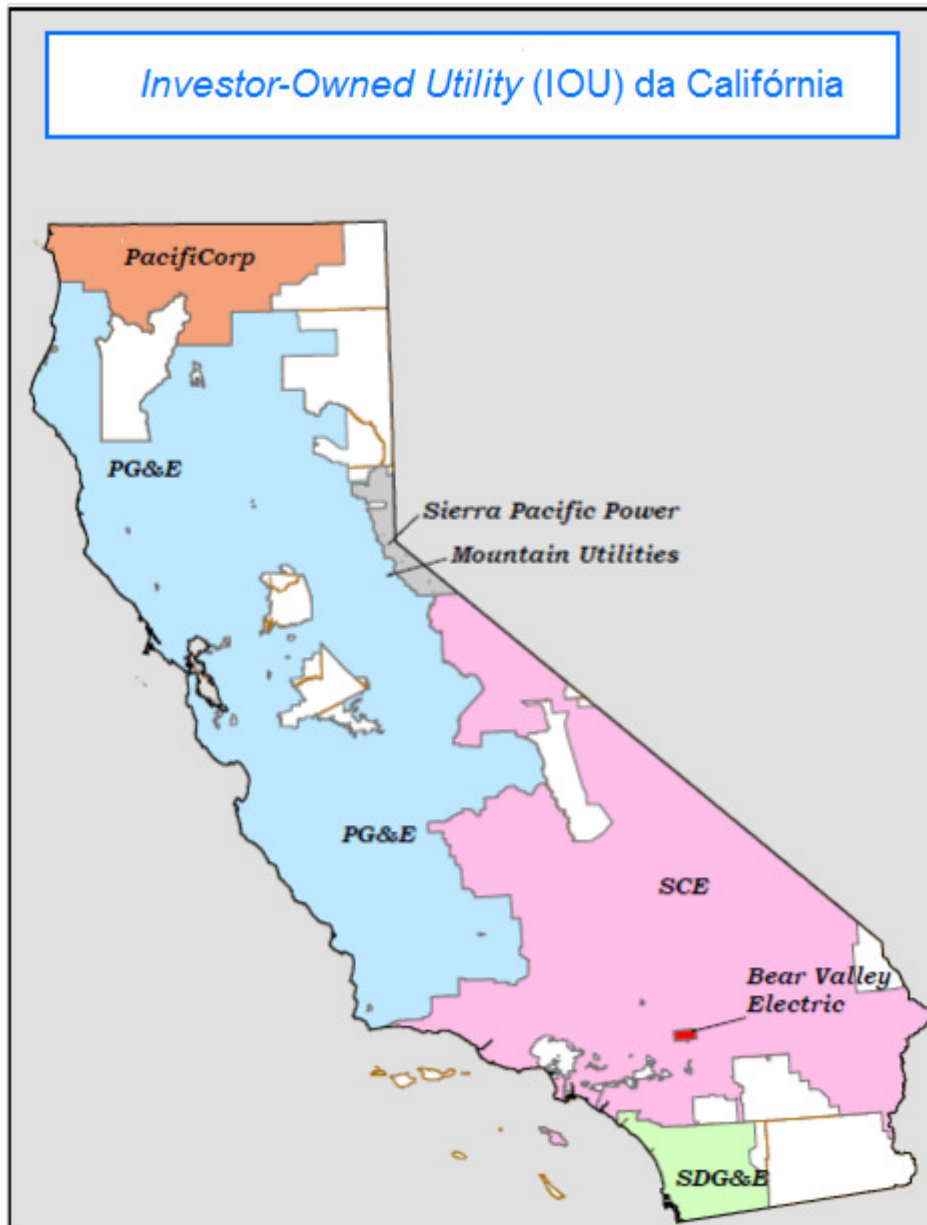 Investor-Owned Utility (IOU) da Califórnia
PacifiCorp
PG&E
Sierra Pacific Power
Mountain Utilities
PG&E
SCE
Bear Valley
Electric
SDG&E